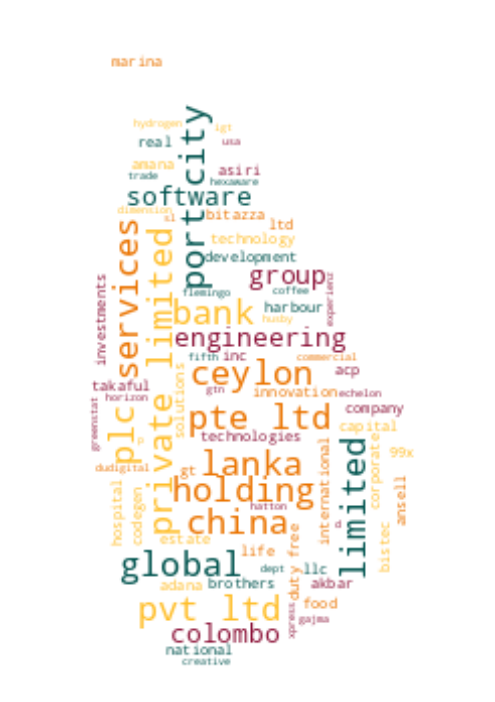 marina
hydrogen
igt
real
usa
port city
amana
asiri
trade
hexaware
software
dimension
sl
bitazza
ltd
services
private limited
technology
development
group
investments
flemingo
coffee
experienz
bank
harbour
husby
engineering
fifth
inc
commercial
ceylon
acp
takaful
gtn
innovation
echelon
horizon
solutions
plc
greenstat
pte ltd
company
capital
technologies
p
lanka
international
limited
corporate
99x
dudigital
gt
holding
ansell
hospital
codegen
hatton
d
china
bistec
estate
life
duty free
global
dept
llc
adana
brothers
akbar
pvt ltd
food
xpress
gajma
colombo
national
creative